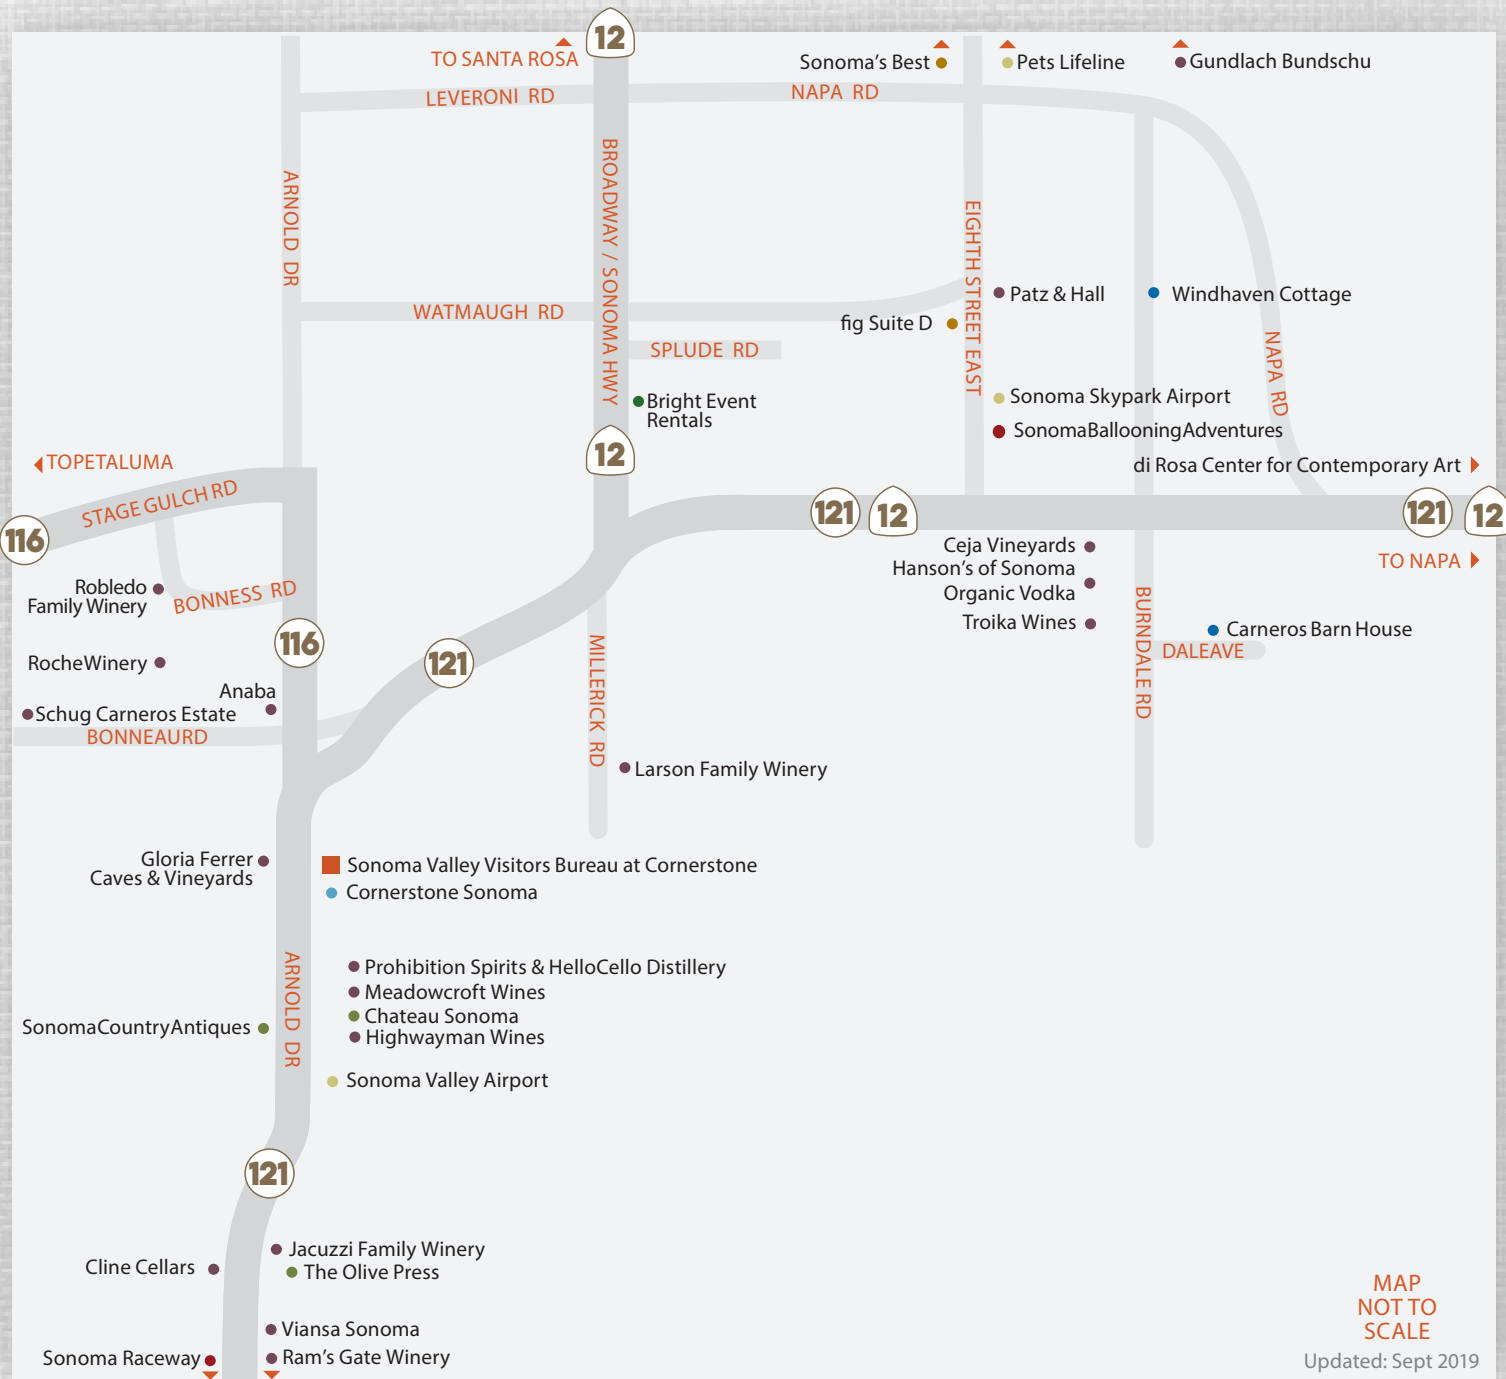 12
TO SANTA ROSA
Sonoma's Best
Pets Lifeline
Gundlach Bundschu
LEVERONI RD
NAPA RD
ARNOLD DR
BROADWAY / SONOMA HWY
EIGHTH STREET EAST
Patz & Hall
Windhaven Cottage
WATMAUGH RD
fig Suite D
SPLUDE RD
NAPA RD
Bright Event
Rentals
Sonoma Skypark Airport
SonomaBallooningAdventures
12
TOPETALUMA
di Rosa Center for Contemporary Art
STAGE GULCH RD
116
121
12
121
12
Ceja Vineyards
TO NAPA
Hanson's of Sonoma
Organic Vodka
Robledo
Family Winery
BONNESS RD
Troika Wines
BURNDALE RD
Carneros Barn House
DALEAVE
116
121
MILLERICK RD
RocheWinery
Anaba
Schug Carneros Estate
BONNEAURD
Larson Family Winery
Gloria Ferrer
Caves & Vineyards
Sonoma Valley Visitors Bureau at Cornerstone
Cornerstone Sonoma
ARNOLD DR
Prohibition Spirits & HelloCello Distillery
Meadowcroft Wines
Chateau Sonoma
SonomaCountryAntiques
Highwayman Wines
Sonoma Valley Airport
121
Jacuzzi Family Winery
Cline Cellars
The Olive Press
Viansa Sonoma
Sonoma Raceway
Ram's Gate Winery
MAP
NOT TO
SCALE
Updated: Sept 2019